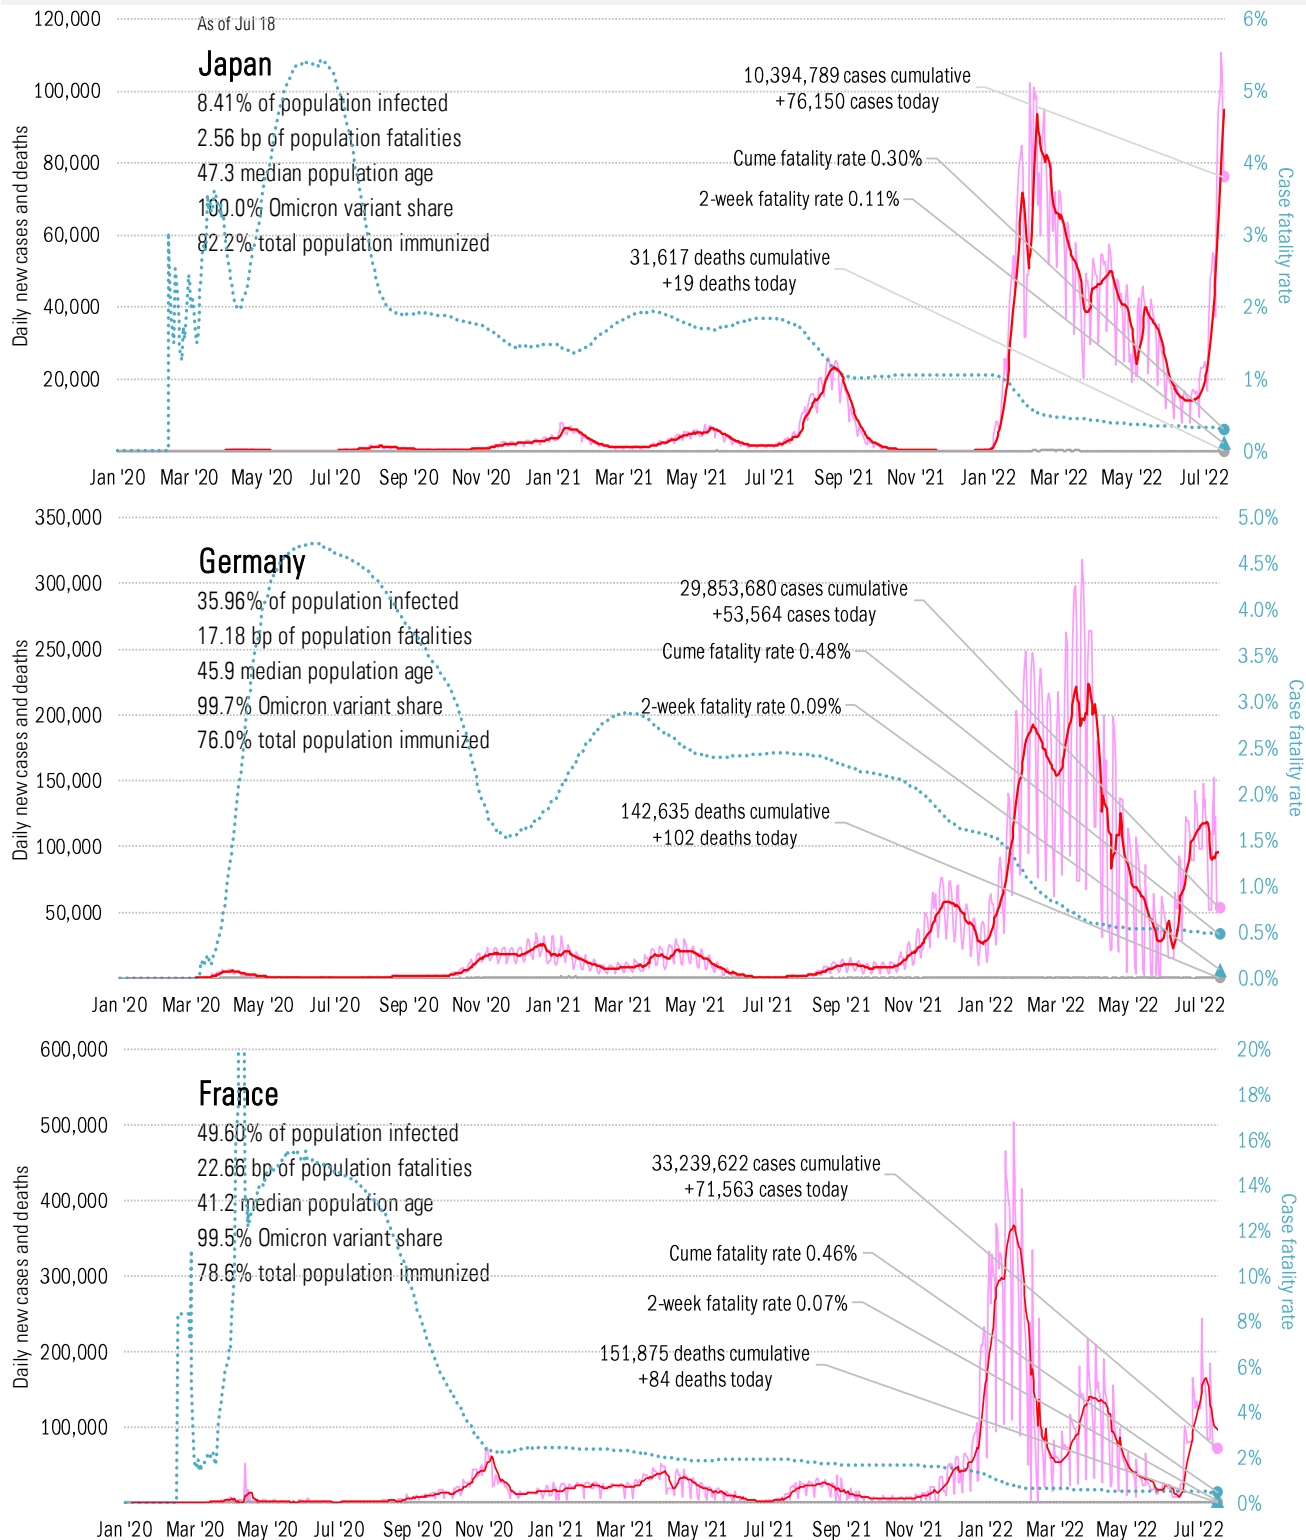 As of Jul 18
Japan
8.41% of population infected
2.56 bp of population fatalities
47.3 median population age
100.0% Omicron variant share
82.2% total population immunized
10,394,789 cases cumulative
+76,150 cases today
Cume fatality rate 0.30%
2-week fatality rate 0.11%
31,617 deaths cumulative
+19 deaths today
Daily new cases and deaths
120,000
100,000
80,000
60,000
40,000
20,000
6%
5%
4%
3%
2%
1%
0%
Case fatality rate
Jan '20 Mar '20 May '20 Jul '20 Sep '20 Nov '20 Jan '21 Mar '21 May '21 Jul '21 Sep '21 Nov '21 Jan '22 Mar '22 May '22 Jul '22
Germany
35.96% of population infected
17.18 bp of population fatalities
45.9 median population age
99.7% Omicron variant share
76.0% total population immunized
29,853,680 cases cumulative
+53,564 cases today
Cume fatality rate 0.48%
2-week fatality rate 0.09%
142,635 deaths cumulative
+102 deaths today
Daily new cases and deaths
350,000
300,000
250,000
200,000
150,000
100,000
50,000
5.0%
4.5%
4.0%
3.5%
3.0%
2.5%
2.0%
1.5%
1.0%
0.5%
0.0%
Case fatality rate
Jan '20 Mar '20 May '20 Jul '20 Sep '20 Nov '20 Jan '21 Mar '21 May '21 Jul '21 Sep '21 Nov '21 Jan '22 Mar '22 May '22 Jul '22
France
49.60% of population infected
22.66 bp of population fatalities
41.2 median population age
99.5% Omicron variant share
78.6% total population immunized
33,239,622 cases cumulative
+71,563 cases today
Cume fatality rate 0.46%
2-week fatality rate 0.07%
151,875 deaths cumulative
+84 deaths today
Daily new cases and deaths
600,000
500,000
400,000
300,000
200,000
100,000
20%
18%
16%
14%
12%
10%
8%
6%
4%
2%
0%
Case fatality rate
Jan '20 Mar '20 May '20 Jul '20 Sep '20 Nov '20 Jan '21 Mar '21 May '21 Jul '21 Sep '21 Nov '21 Jan '22 Mar '22 May '22 Jul '22